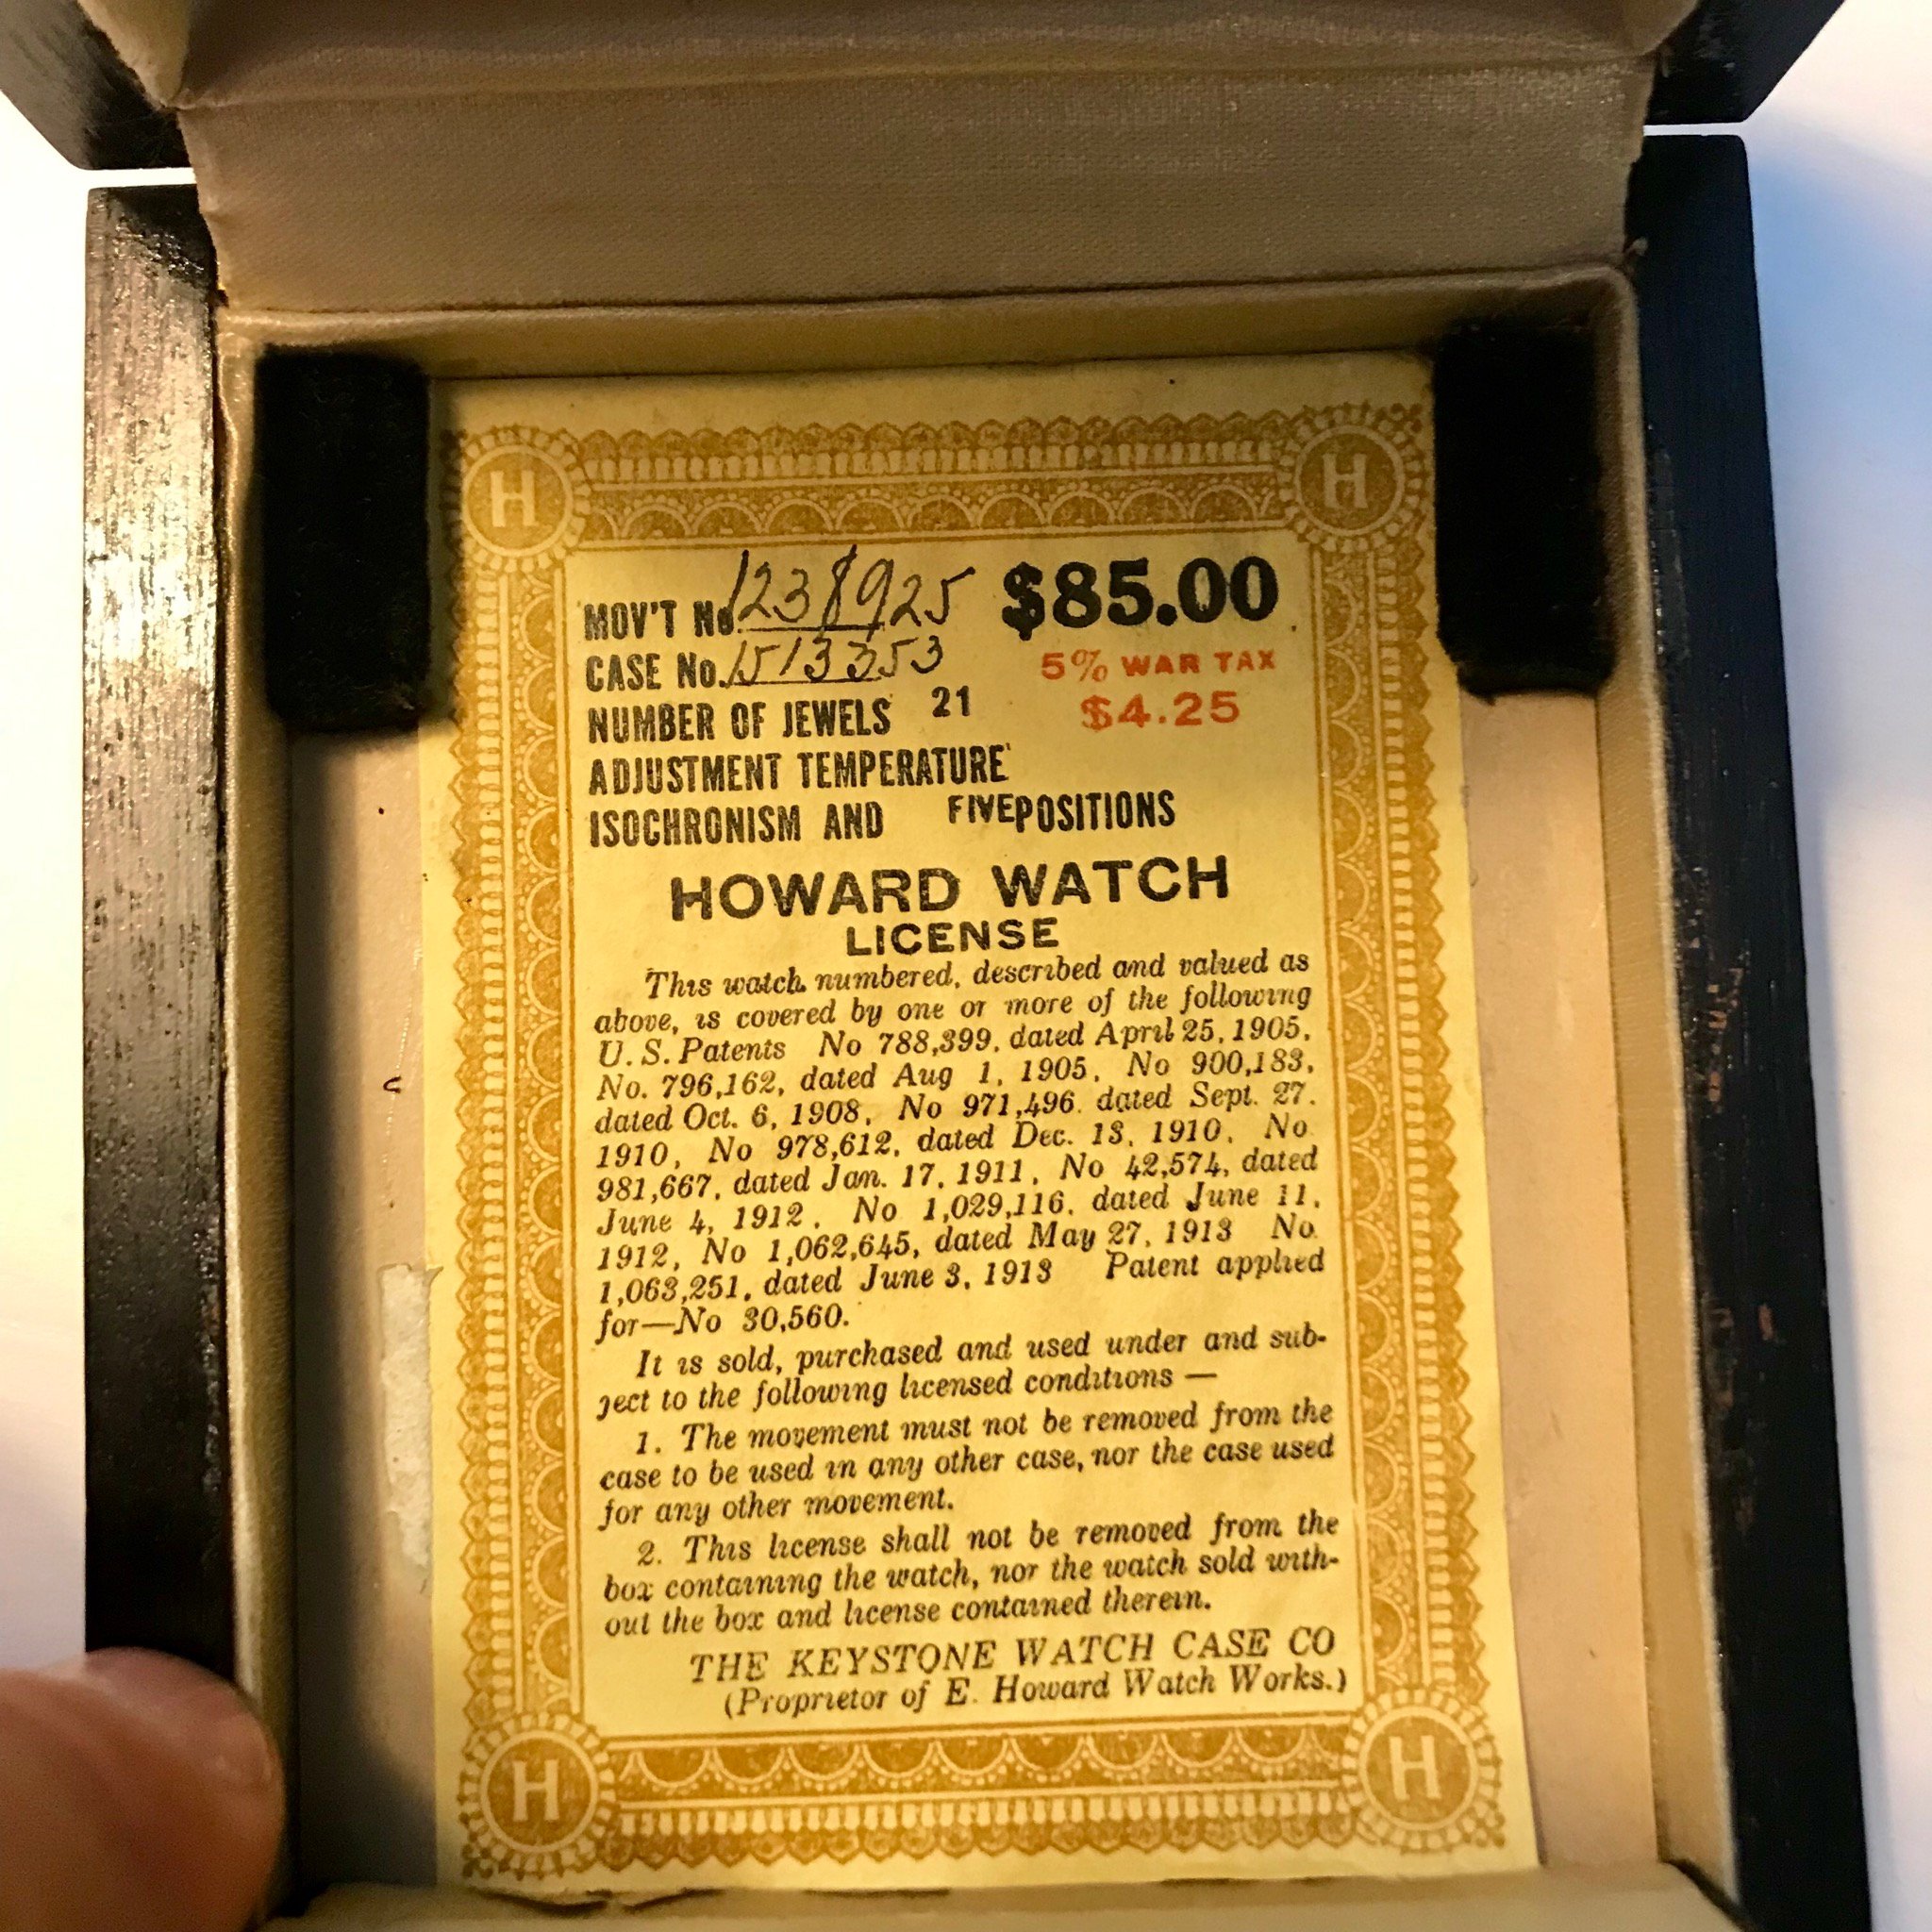 H H
MOV'T No. 1238925 $85.00
CASE No. 1513353 5% WAR TAX
NUMBER OF JEWELS 21 $4.25
ADJUSTMENT TEMPERATURE
ISOCHRONISM AND FIVE POSITIONS
HOWARD WATCH
LICENSE
This watch numbered, described and valued as
above, is covered by one or more of the following
U. S. Patents No 788,399, dated April 25, 1905,
No. 796,162, dated Aug 1, 1905, No 900,183,
dated Oct. 6, 1908, No 971,496. dated Sept. 27.
1910, No 978,612, dated Dec. 13, 1910, No.
981,667, dated Jan. 17, 1911, No 42,574, dated
June 4, 1912. No 1,029,116, dated June 11,
1912, No 1,062,645, dated May 27, 1913 No.
1,063,251, dated June 3, 1913 Patent applied
for—No 30,560.
It is sold, purchased and used under and sub-
ject to the following licensed conditions —
1. The movement must not be removed from the
case to be used in any other case, nor the case used
for any other movement.
2. This license shall not be removed from the
box containing the watch, nor the watch sold with-
out the box and license contained therein.
THE KEYSTONE WATCH CASE CO
(Proprietor of E. Howard Watch Works.)
H H